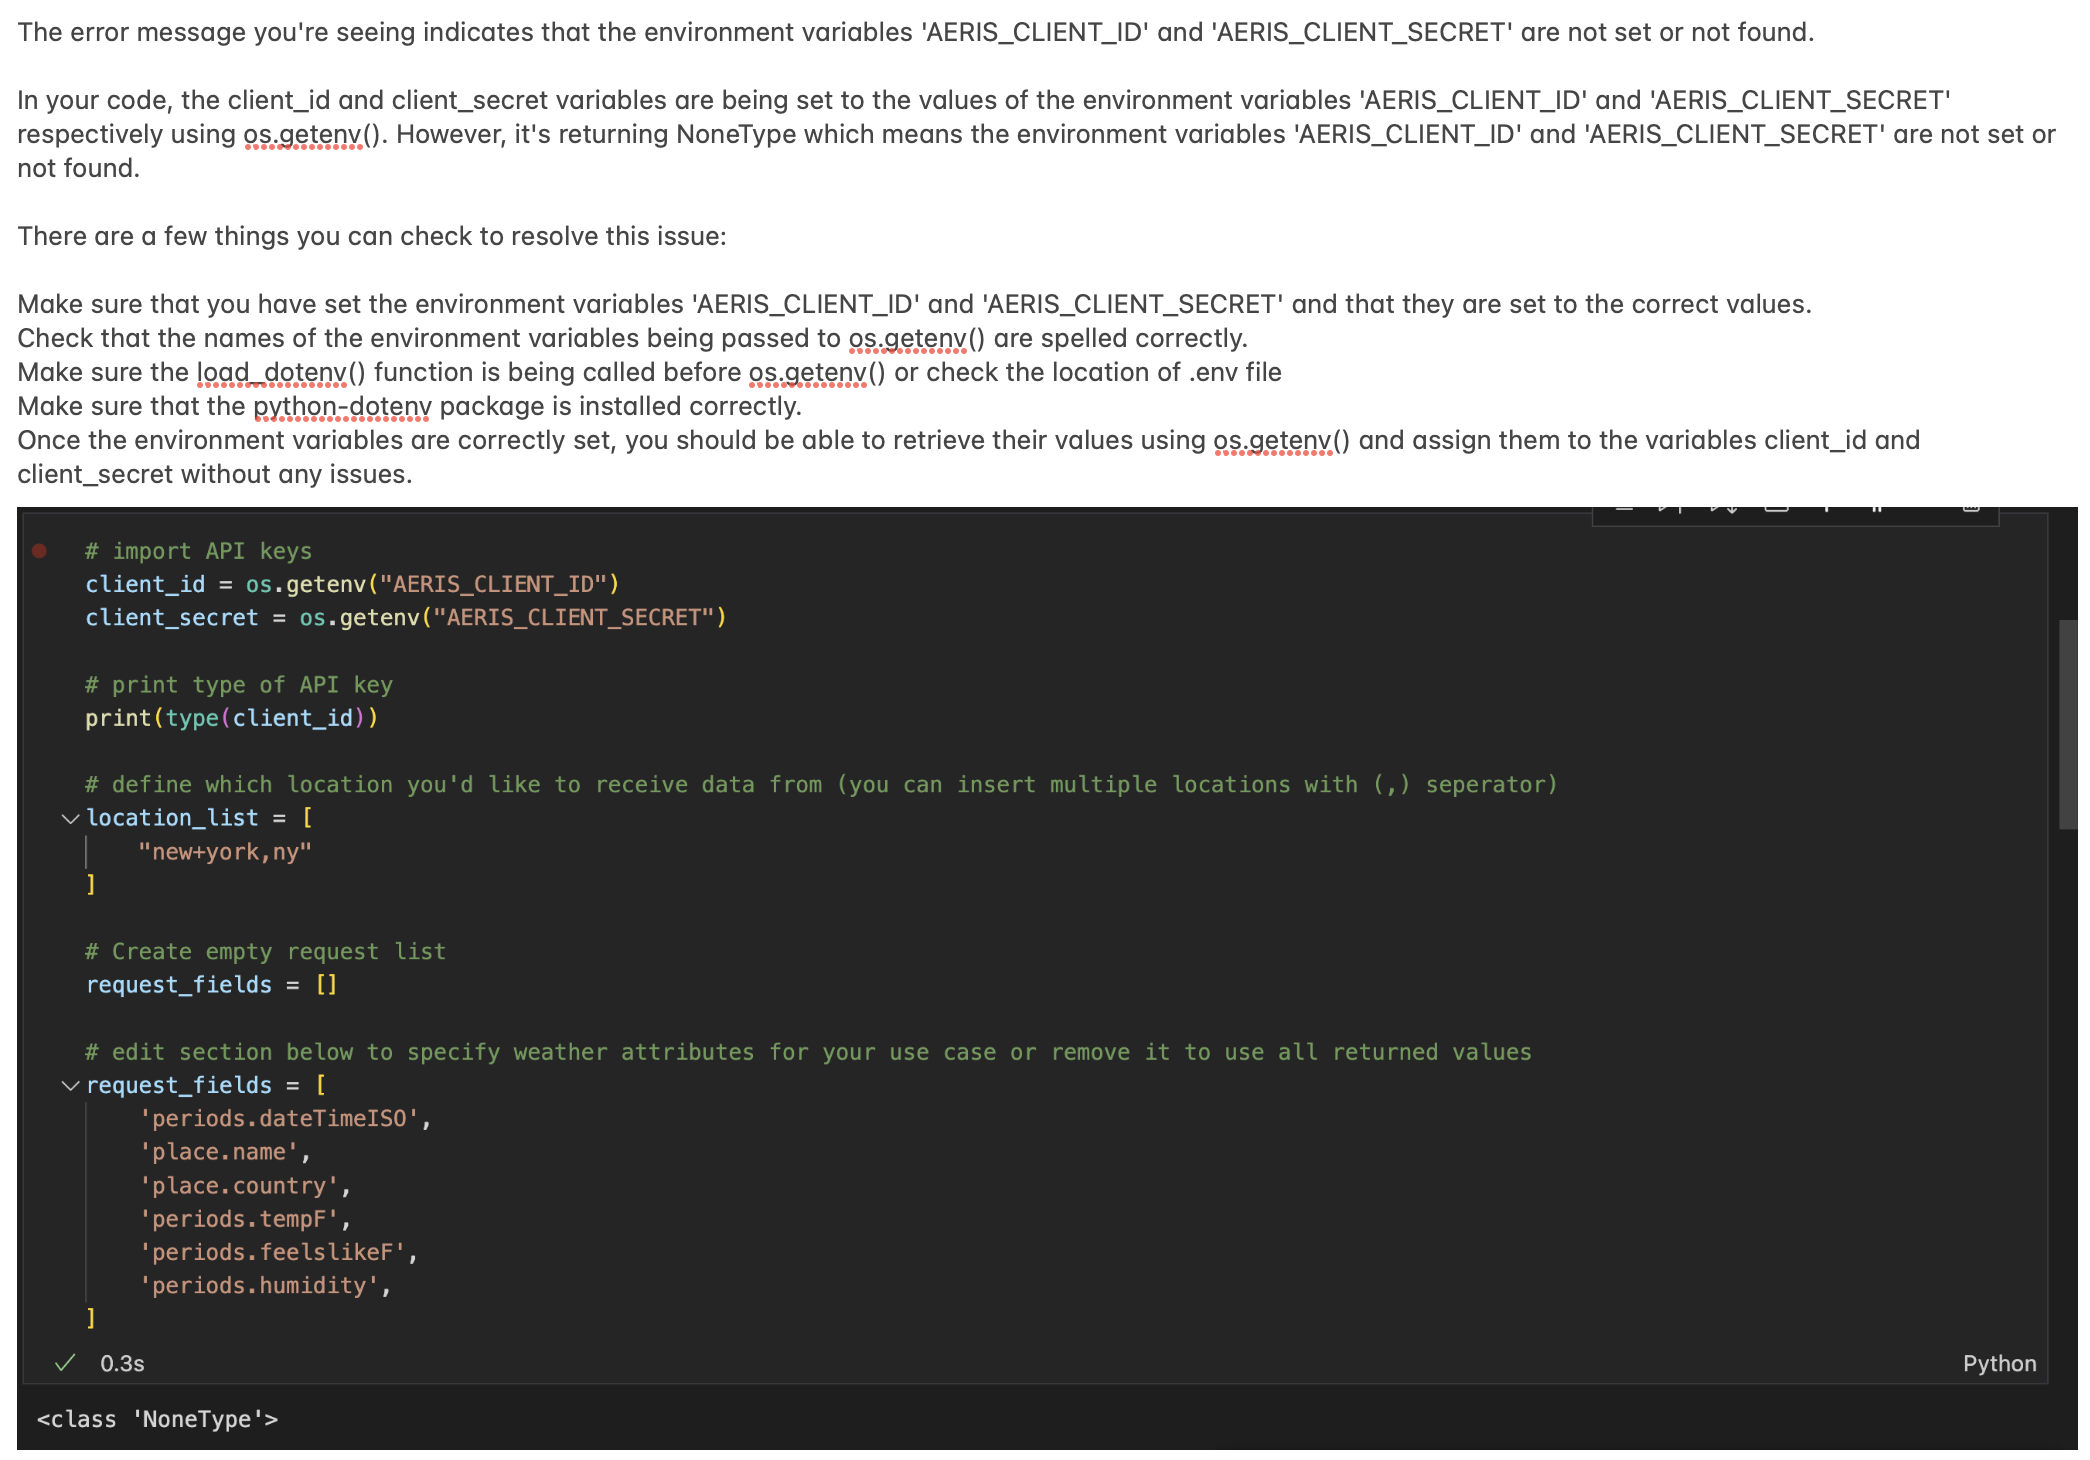 The error message you're seeing indicates that the environment variables 'AERIS_CLIENT_ID' and 'AERIS_CLIENT_SECRET' are not set or not found.
In your code, the client_id and client_secret variables are being set to the values of the environment variables 'AERIS_CLIENT_ID' and 'AERIS_CLIENT_SECRET'
respectively using os.getenv(). However, it's returning NoneType which means the environment variables 'AERIS_CLIENT_ID' and 'AERIS_CLIENT_SECRET' are not set or
not found.
There are a few things you can check to resolve this issue:
Make sure that you have set the environment variables 'AERIS_CLIENT_ID' and 'AERIS_CLIENT_SECRET' and that they are set to the correct values.
Check that the names of the environment variables being passed to os.getenv() are spelled correctly.
Make sure the load_dotenv() function is being called before os.getenv() or check the location of .env file
Make sure that the python-dotenv package is installed correctly.
Once the environment variables are correctly set, you should be able to retrieve their values using os.getenv() and assign them to the variables client_id and
client_secret without any issues.
# import API keys
client_id = os.getenv("AERIS_CLIENT_ID")
client_secret = os.getenv("AERIS_CLIENT_SECRET")
# print type of API key
print(type(client_id))
# define which location you'd like to receive data from (you can insert multiple locations with (,) seperator)
location_list = [
"new+york,ny"
]
# Create empty request list
request_fields = []
# edit section below to specify weather attributes for your use case or remove it to use all returned values
request_fields = [
'periods.dateTimeISO',
'place.name',
'place.country',
'periods.tempF',
'periods.feelslikeF',
'periods.humidity',
]
0.3s
Python
<class 'NoneType'>